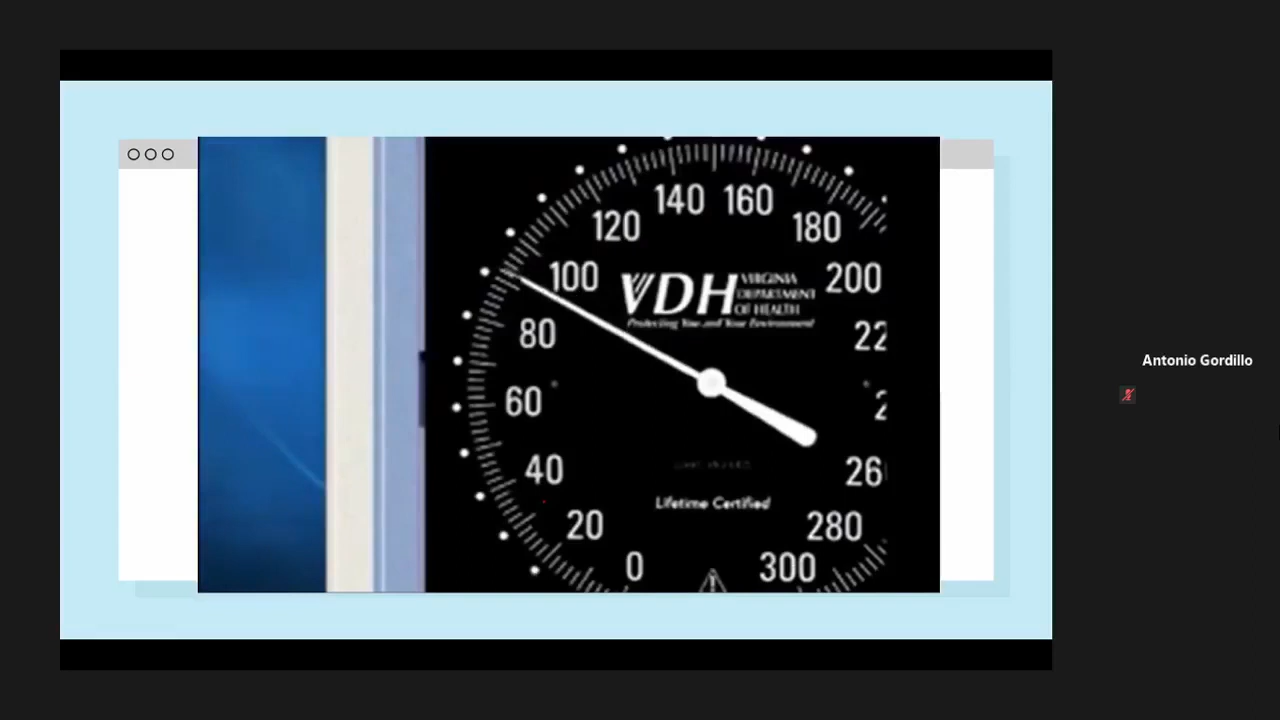 140 160
120 180
100 VDH VIRGINIA 200
DEPARTMENT
OF HEALTH
Protecting You and Your Environment
80 22
60 2
40 26
Lifetime Certified
20 280
0 300
Antonio Gordillo